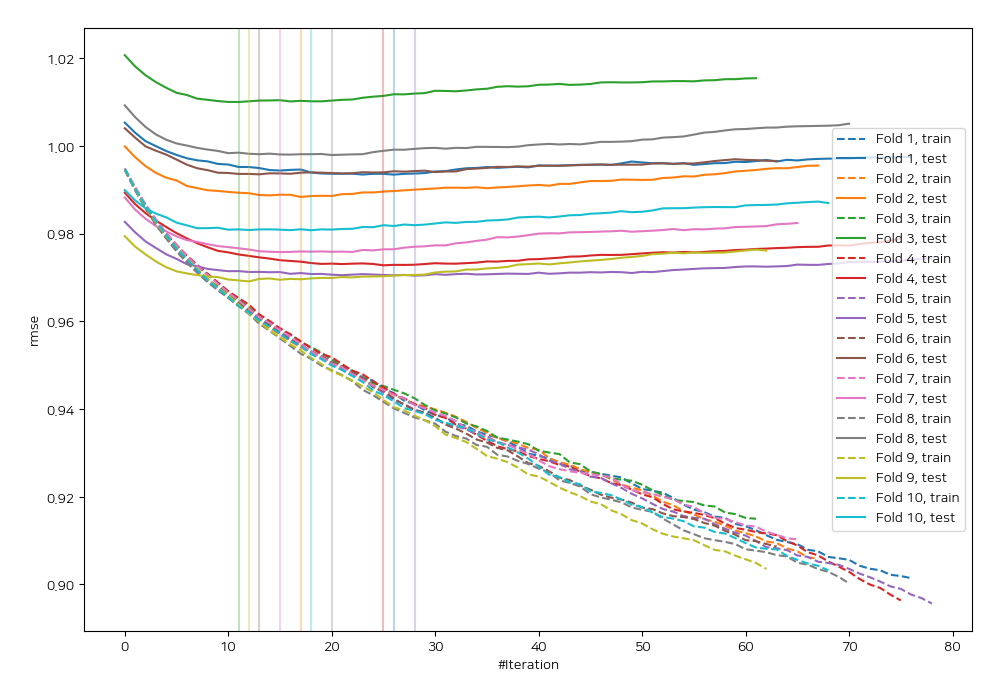 1.02
1.00
0.98
0.96
0.94
0.92
0.90
rmse
0
10
20
30
40
50
60
70
80
#Iteration
Fold 1, train
Fold 1, test
Fold 2, train
Fold 2, test
Fold 3, train
Fold 3, test
Fold 4, train
Fold 4, test
Fold 5, train
Fold 5, test
Fold 6, train
Fold 6, test
Fold 7, train
Fold 7, test
Fold 8, train
Fold 8, test
Fold 9, train
Fold 9, test
Fold 10, train
Fold 10, test